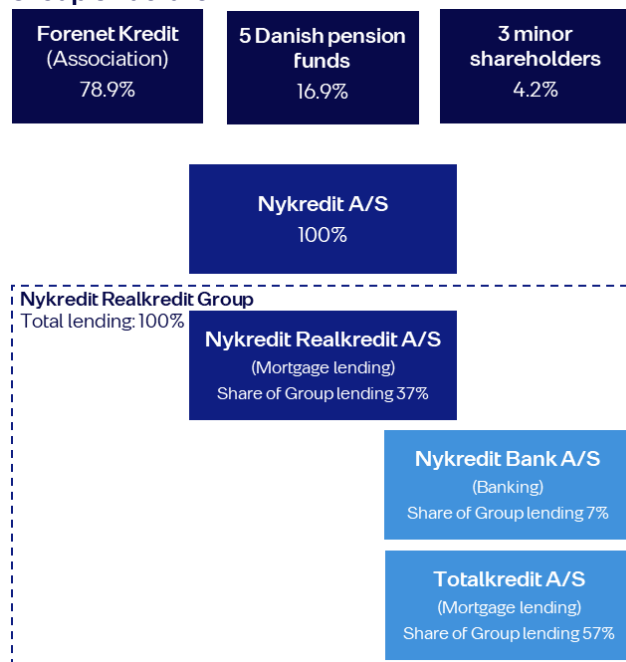 Forenet Kredit
(Association)
78.9%
5 Danish pension
funds
16.9%
3 minor
shareholders
4.2%
Nykredit A/S
100%
Nykredit Realkredit Group
Total lending: 100%
Nykredit Realkredit A/S
(Mortgage lending)
Share of Group lending 37%
Nykredit Bank A/S
(Banking)
Share of Group lending 7%
Totalkredit A/S
(Mortgage lending)
Share of Group lending 57%